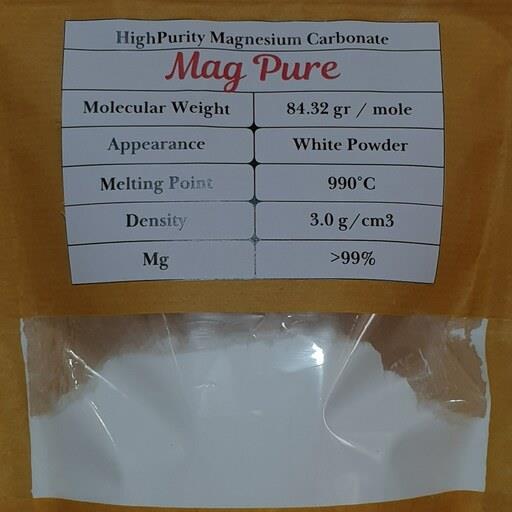 HighPurity Magnesium Carbonate
Mag Pure
Molecular Weight 84.32 gr / mole
Appearance White Powder
Melting Point 990°C
Density 3.0 g/cm3
Mg >99%